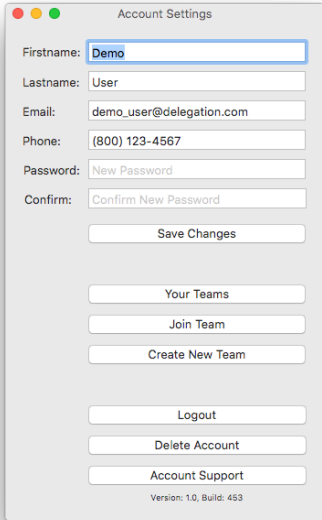 Account Settings
Firstname: Demo
Lastname: User
Email: demo_user@delegation.com
Phone: (800) 123-4567
Password: New Password
Confirm: Confirm New Password
Save Changes
Your Teams
Join Team
Create New Team
Logout
Delete Account
Account Support
Version: 1.0, Build: 453